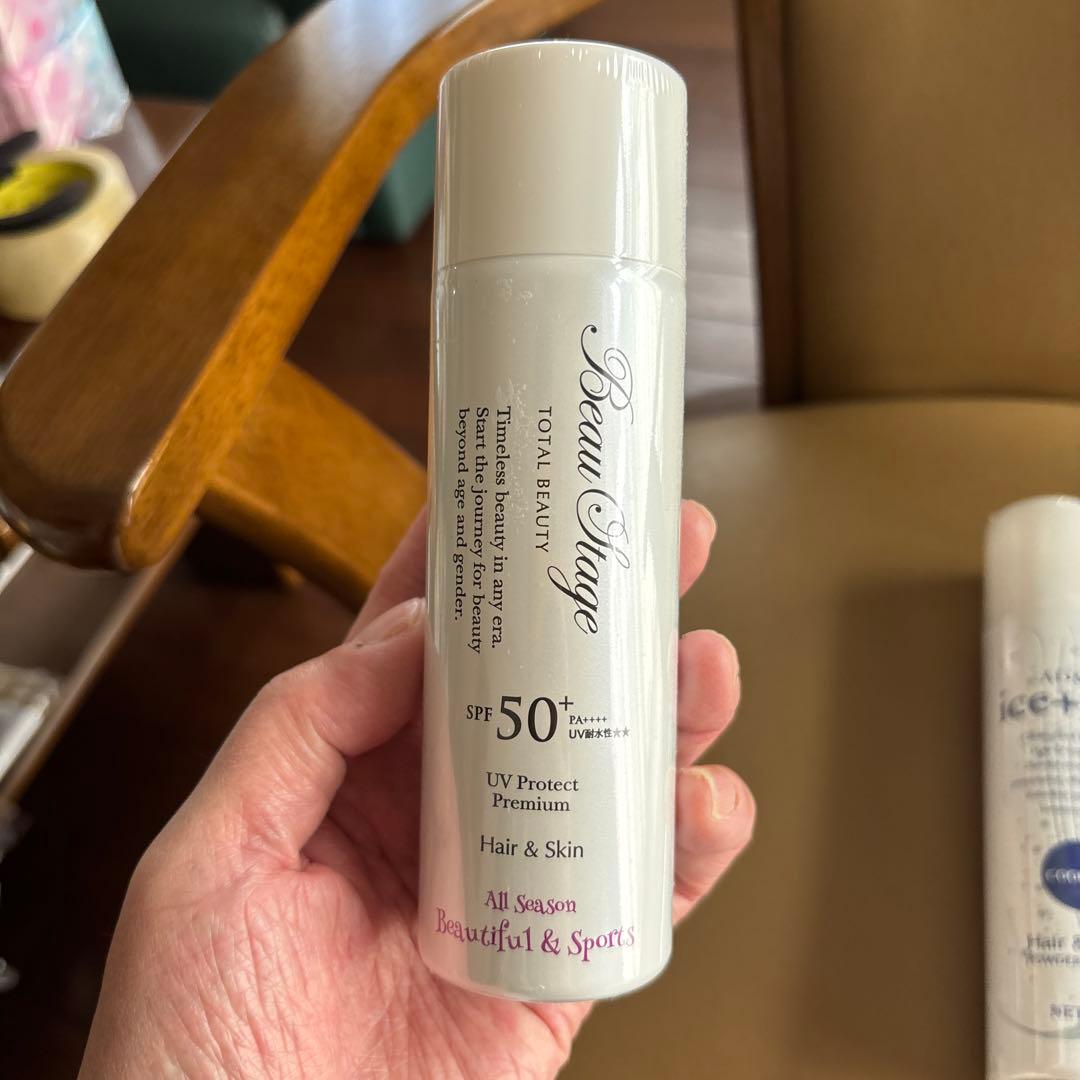 Beau Stage
TOTAL BEAUTY
Timeless beauty in any era.
Start the journey for beauty
beyond age and gender.
SPF 50+
PA++++
UV耐水性★★
UV Protect
Premium
Hair & Skin
All Season
Beautiful & Sports
ice+
Hair &